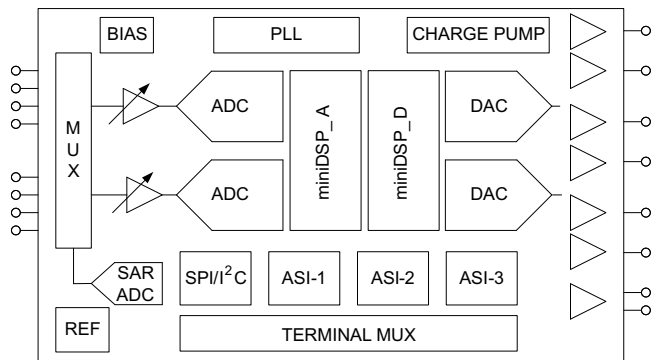 BIAS
PLL
CHARGE PUMP
MUX
ADC
miniDSP_A
miniDSP_D
DAC
ADC
DAC
SAR
ADC
SPI/I²C
ASI-1
ASI-2
ASI-3
REF
TERMINAL MUX